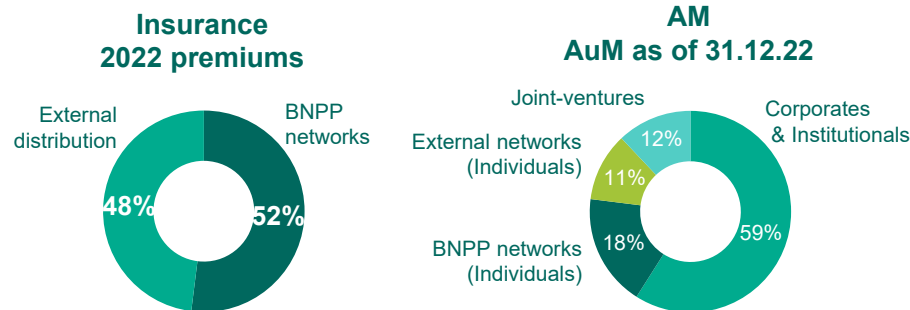 Insurance
2022 premiums
External
distribution
BNPP
networks
48%
52%
AM
AuM as of 31.12.22
Joint-ventures
Corporates
& Institutionals
External networks
(Individuals)
BNPP networks
(Individuals)
12%
11%
18%
59%